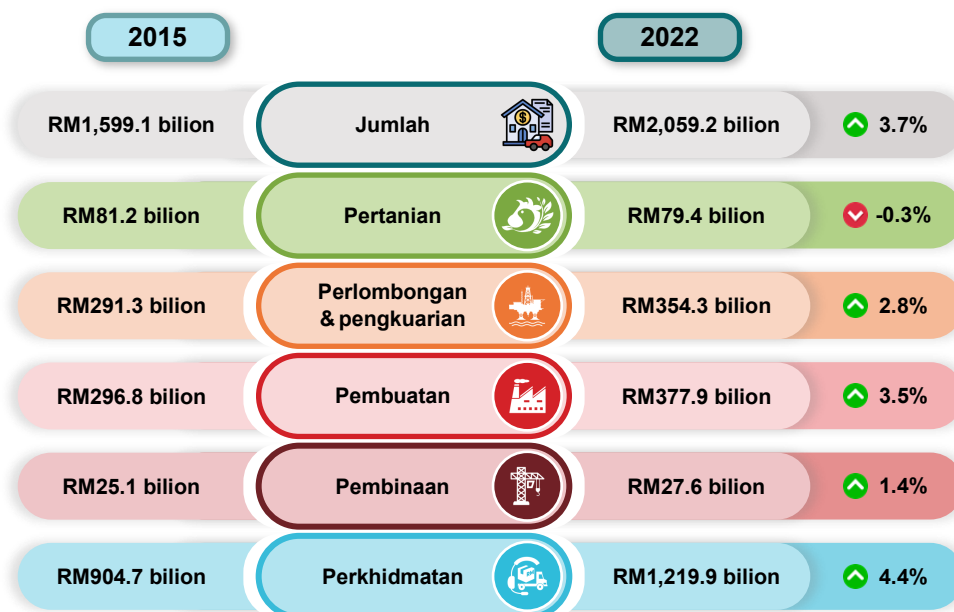 2015
2022
RM1,599.1 bilion
Jumlah
$
RM2,059.2 bilion
3.7%
RM81.2 bilion
Pertanian
RM79.4 bilion
-0.3%
RM291.3 bilion
Perlombongan
& pengkuarian
RM354.3 bilion
2.8%
RM296.8 bilion
Pembuatan
RM377.9 bilion
3.5%
RM25.1 bilion
Pembinaan
RM27.6 bilion
1.4%
RM904.7 bilion
Perkhidmatan
RM1,219.9 bilion
4.4%